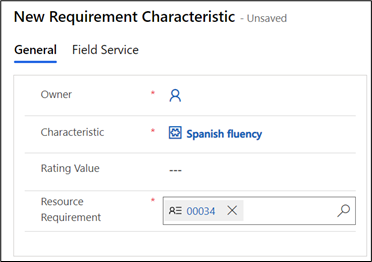 New Requirement Characteristic - Unsaved
General Field Service
Owner *
Characteristic * Spanish fluency
Rating Value ---
Resource * 00034
Requirement